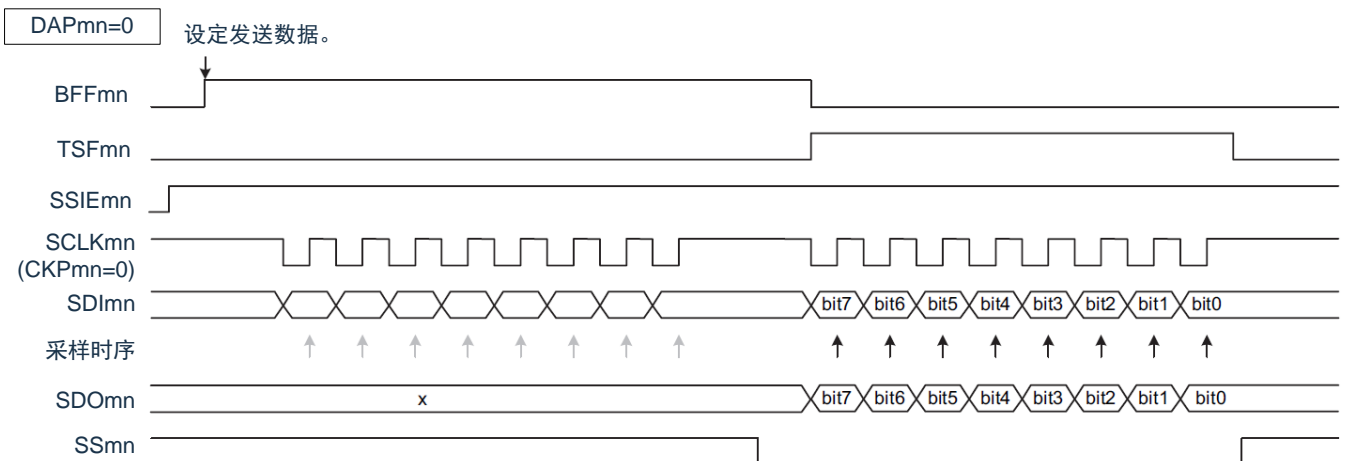 DAPmn=0
设定发送数据。
BFFmn
TSFmn
SSIEmn
SCLKmn
(CKPmn=0)
SDImn
bit7 bit6 bit5 bit4 bit3 bit2 bit1 bit0
采样时序
SDOmn
x
bit7 bit6 bit5 bit4 bit3 bit2 bit1 bit0
SSmn